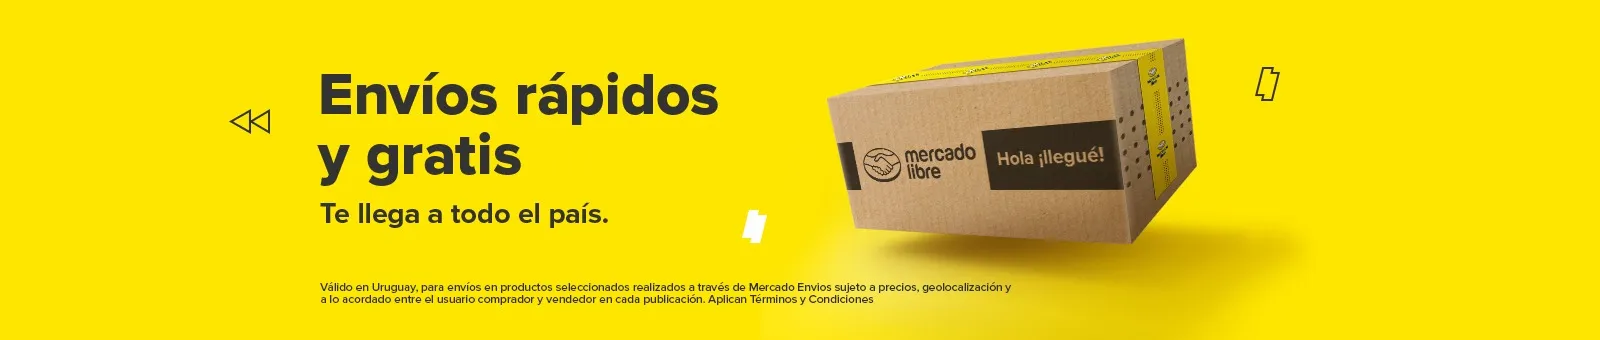 Envíos rápidos
y gratis
Te llega a todo el país.
mercado
libre
Hola ¡llegué!
Válido en Uruguay, para envíos en productos seleccionados realizados a través de Mercado Envios sujeto a precios, geolocalización y
a lo acordado entre el usuario comprador y vendedor en cada publicación. Aplican Términos y Condiciones